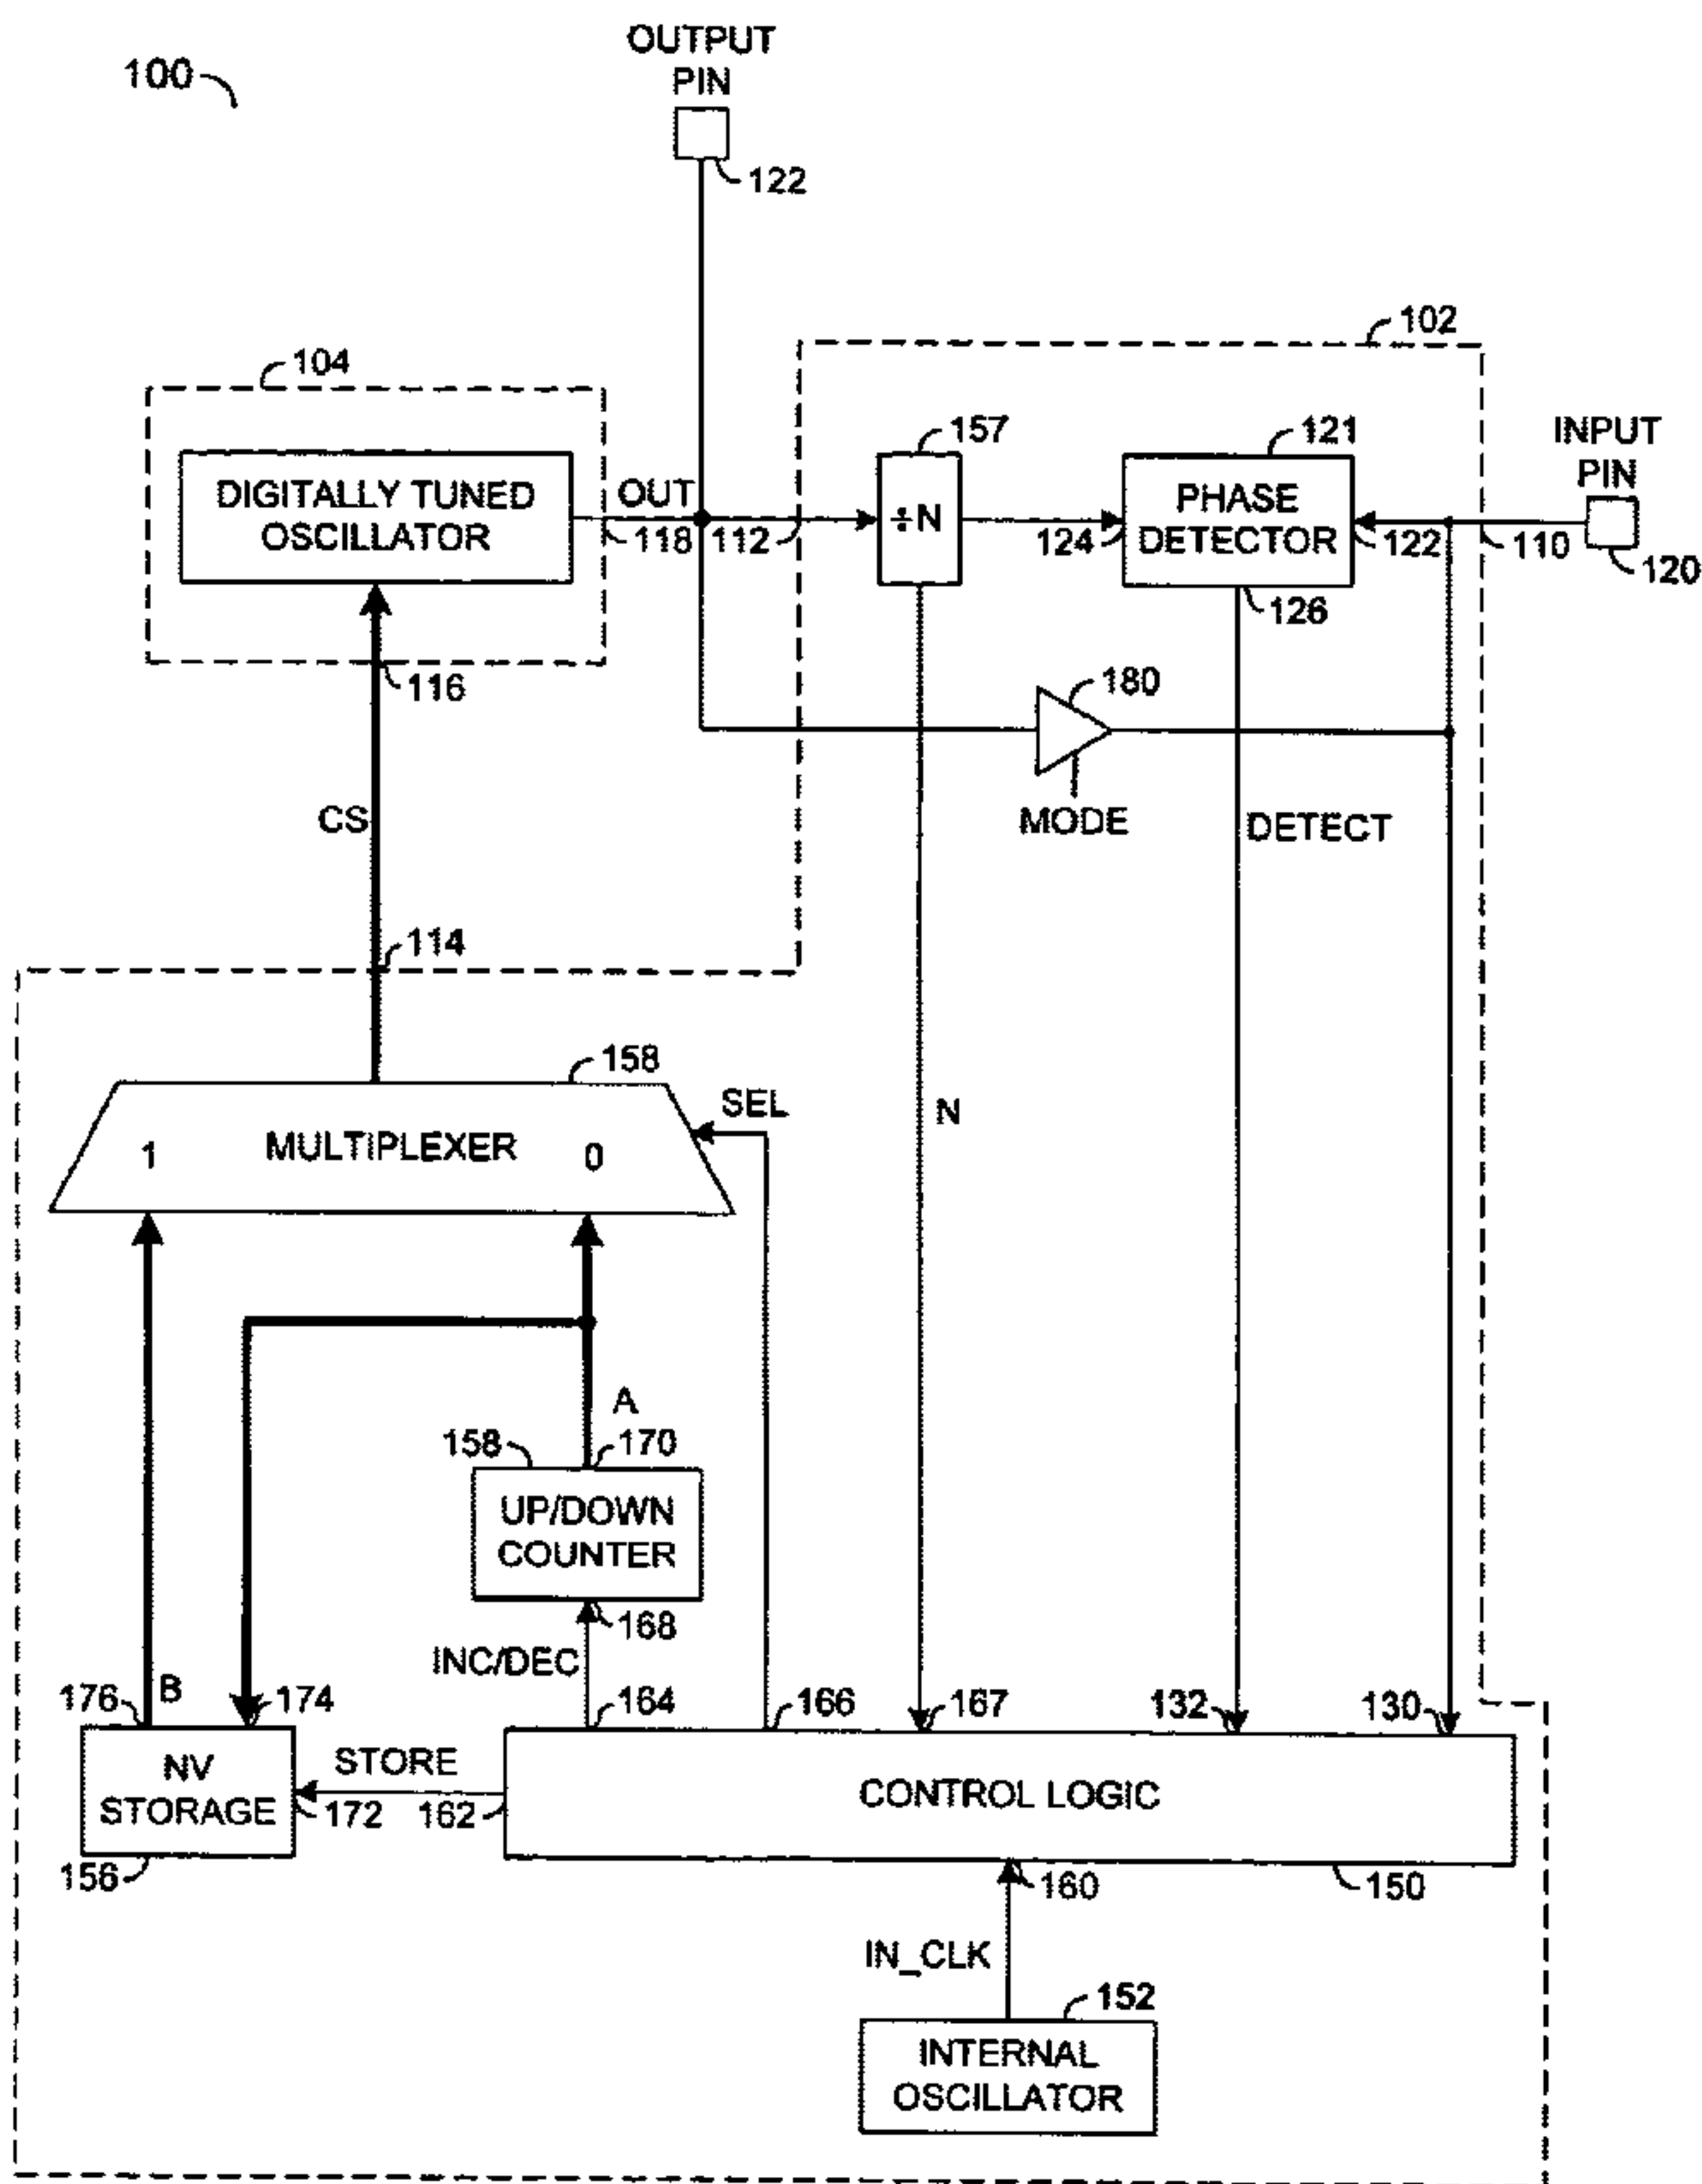 100
OUTPUT
PIN
122
102
104
157
121
INPUT
PIN
DIGITALLY TUNED
OSCILLATOR
OUT
118
112
÷N
124
PHASE
DETECTOR
122
110
120
126
116
180
MODE
DETECT
CS
114
158
SEL
N
1
MULTIPLEXER
0
A
158
170
UP/DOWN
COUNTER
168
INC/DEC
176
B
174
164
166
167
132
130
NV
STORAGE
STORE
172
162
CONTROL LOGIC
156
160
150
IN_CLK
152
INTERNAL
OSCILLATOR